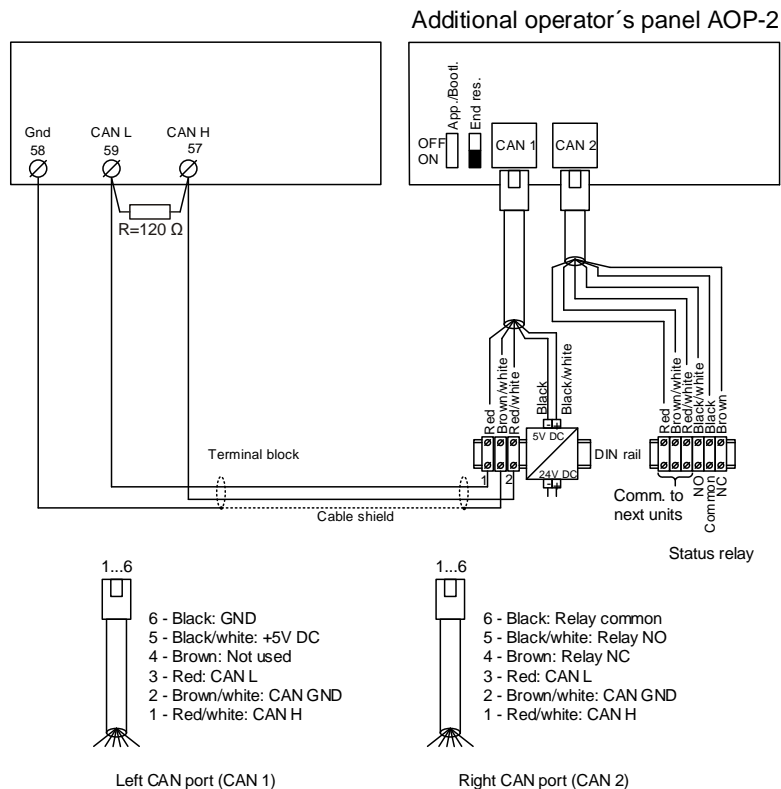 Additional operator´s panel AOP-2
Gnd
58
CAN L
59
CAN H
57
R=120 Ω
OFF
ON
App./Bootl.
End res.
CAN 1
CAN 2
Red
Brown/white
Red/white
Black
Black/white
Red
Brown/white
Red/white
Black/white
Black
Brown
- +
5V DC
24V DC
- +
DIN rail
Terminal block
1
2
Cable shield
Comm. to
next units
NO
Common
NC
Status relay
1...6
6 - Black: GND
5 - Black/white: +5V DC
4 - Brown: Not used
3 - Red: CAN L
2 - Brown/white: CAN GND
1 - Red/white: CAN H
Left CAN port (CAN 1)
1...6
6 - Black: Relay common
5 - Black/white: Relay NO
4 - Brown: Relay NC
3 - Red: CAN L
2 - Brown/white: CAN GND
1 - Red/white: CAN H
Right CAN port (CAN 2)